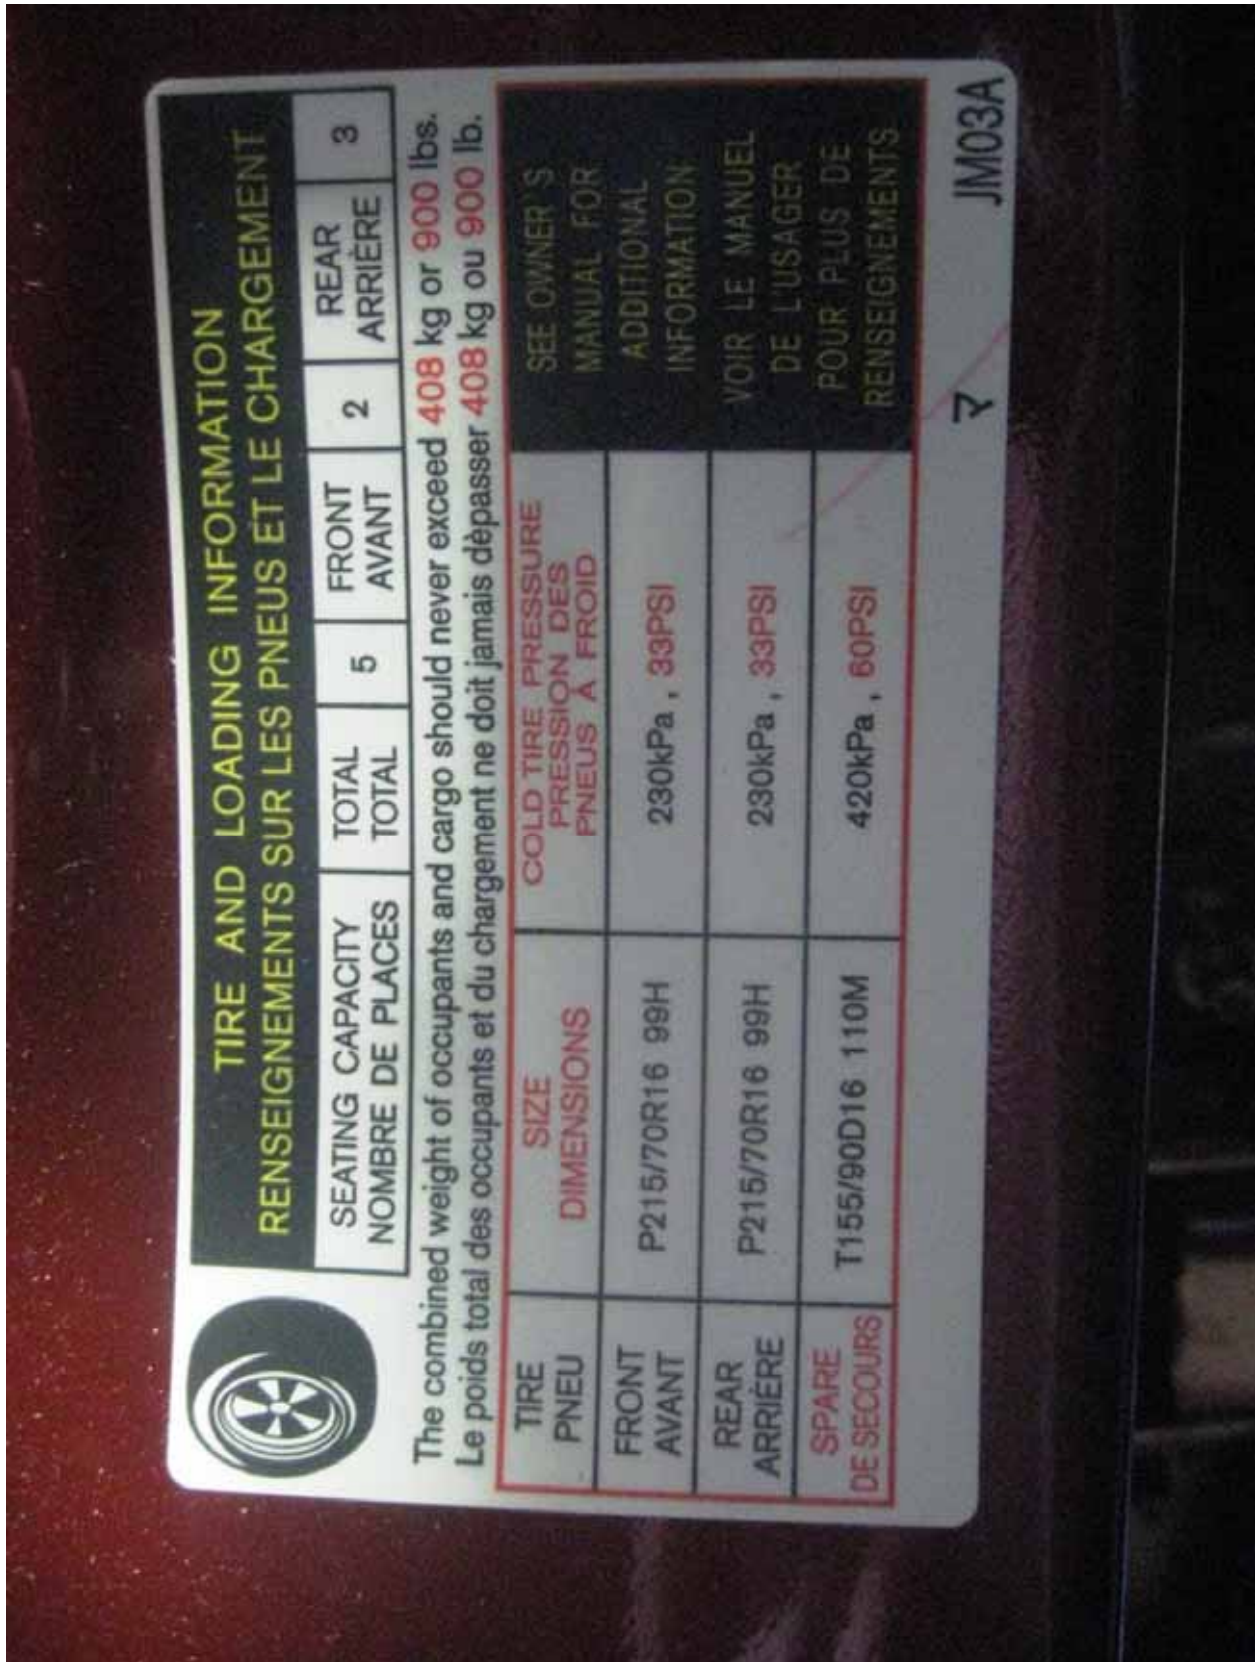 TIRE AND LOADING INFORMATION
RENSEIGNEMENTS SUR LES PNEUS ET LE CHARGEMENT
SEATING CAPACITY
NOMBRE DE PLACES
TOTAL
TOTAL
5
FRONT
AVANT
2
REAR
ARRIÈRE
3
The combined weight of occupants and cargo should never exceed 408 kg or 900 lbs.
Le poids total des occupants et du chargement ne doit jamais dèpasser 408 kg ou 900 lb.
TIRE
PNEU
SIZE
DIMENSIONS
COLD TIRE PRESSURE
PRESSION DES
PNEUS À FROID
FRONT
AVANT
P215/70R16 99H
230kPa, 33PSI
REAR
ARRIÈRE
P215/70R16 99H
230kPa, 33PSI
SPARE
DE SECOURS
T155/90D16 110M
420kPa, 60PSI
SEE OWNER'S
MANUAL FOR
ADDITIONAL
INFORMATION
VOIR LE MANUEL
DE L'USAGER
POUR PLUS DE
RENSEIGNEMENTS
マ JM03A